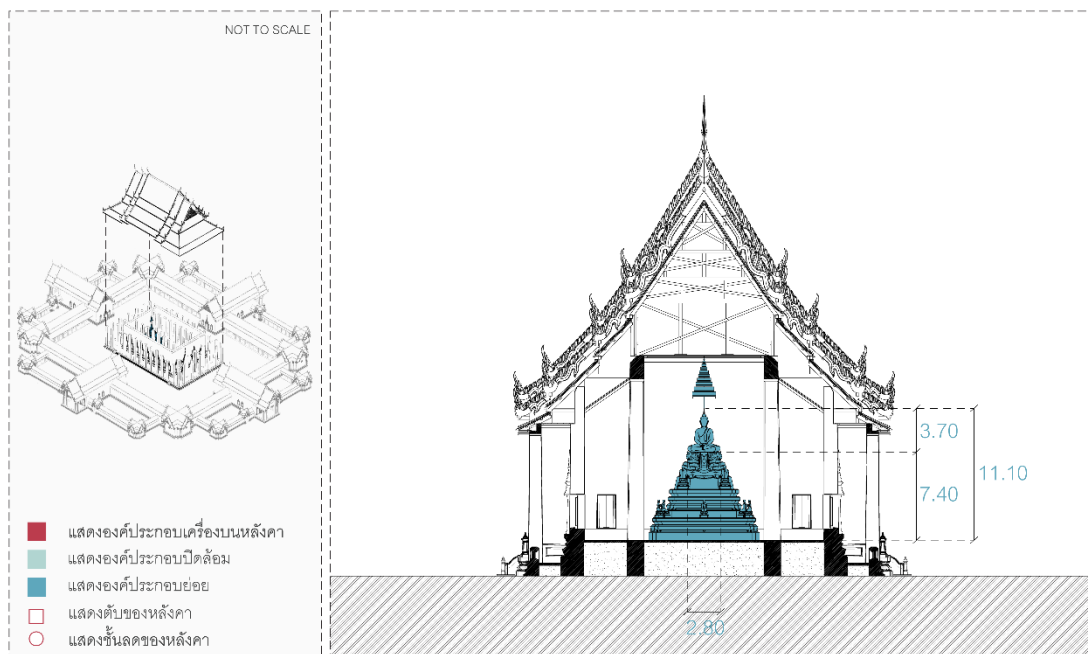 NOT TO SCALE
แสดงองค์ประกอบเครื่องบนหลังคา
แสดงองค์ประกอบปิดล้อม
แสดงองค์ประกอบย่อย
แสดงตับของหลังคา
แสดงชั้นลดของหลังคา
3.70
11.10
7.40
2.80